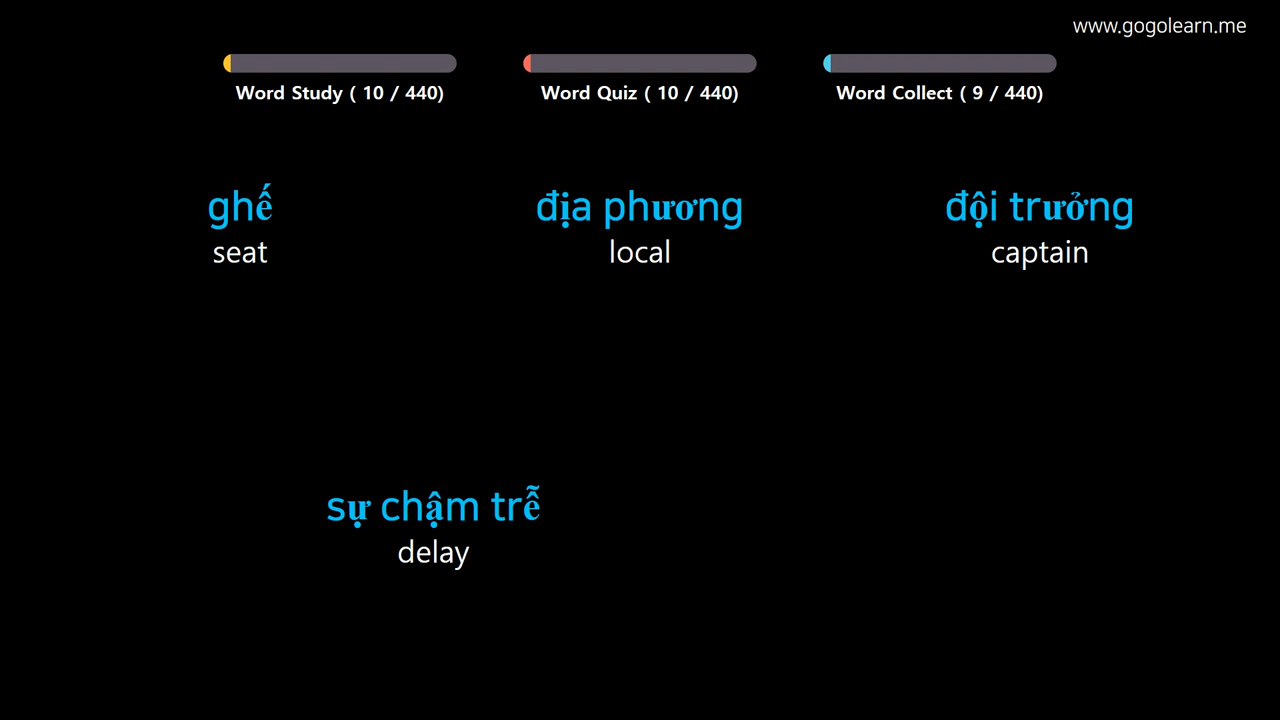 www.gogolearn.me
Word Study ( 10 / 440)
Word Quiz ( 10 / 440)
Word Collect ( 9 / 440)
ghế
seat
địa phương
local
đội trưởng
captain
sự chậm trễ
delay